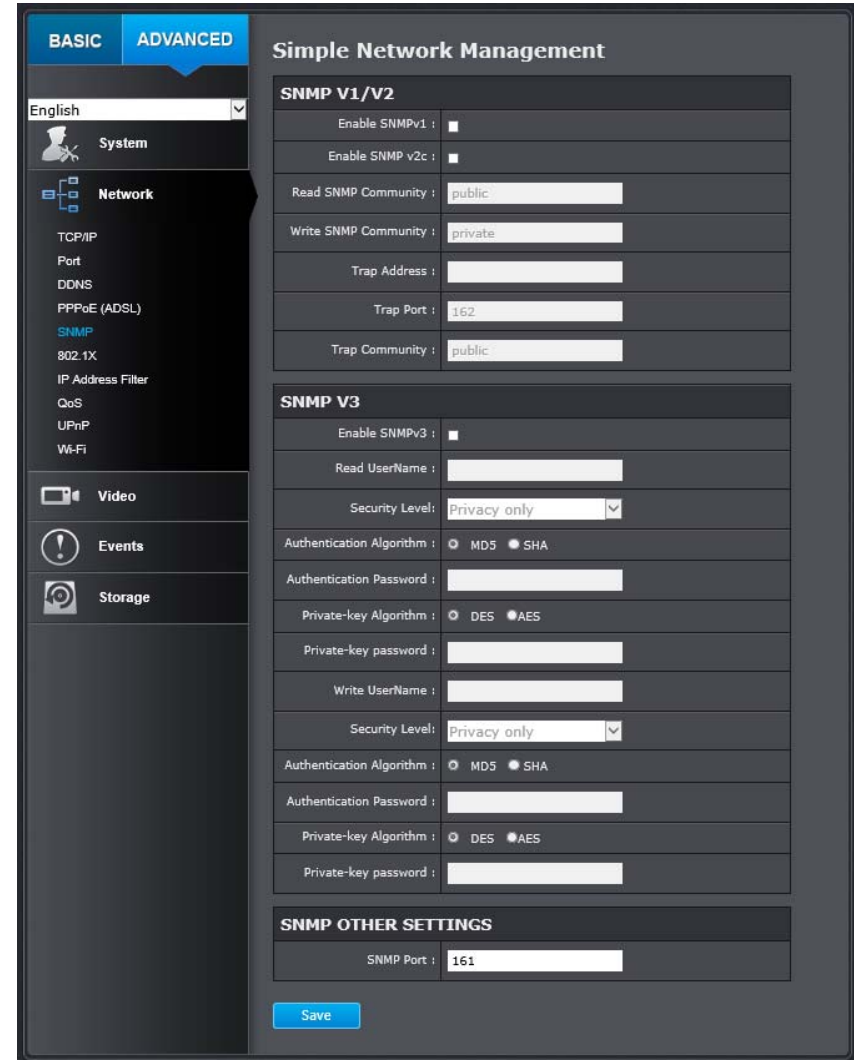 BASIC ADVANCED
English
System
Network
TCP/IP
Port
DDNS
PPPoE (ADSL)
SNMP
802.1X
IP Address Filter
QoS
UPnP
Wi-Fi
Video
Events
Storage
Simple Network Management
SNMP V1/V2
Enable SNMPv1 :
Enable SNMP v2c :
Read SNMP Community : public
Write SNMP Community : private
Trap Address :
Trap Port : 162
Trap Community : public
SNMP V3
Enable SNMPv3 :
Read UserName :
Security Level: Privacy only
Authentication Algorithm : MD5 SHA
Authentication Password :
Private-key Algorithm : DES AES
Private-key password :
Write UserName :
Security Level: Privacy only
Authentication Algorithm : MD5 SHA
Authentication Password :
Private-key Algorithm : DES AES
Private-key password :
SNMP OTHER SETTINGS
SNMP Port : 161
Save